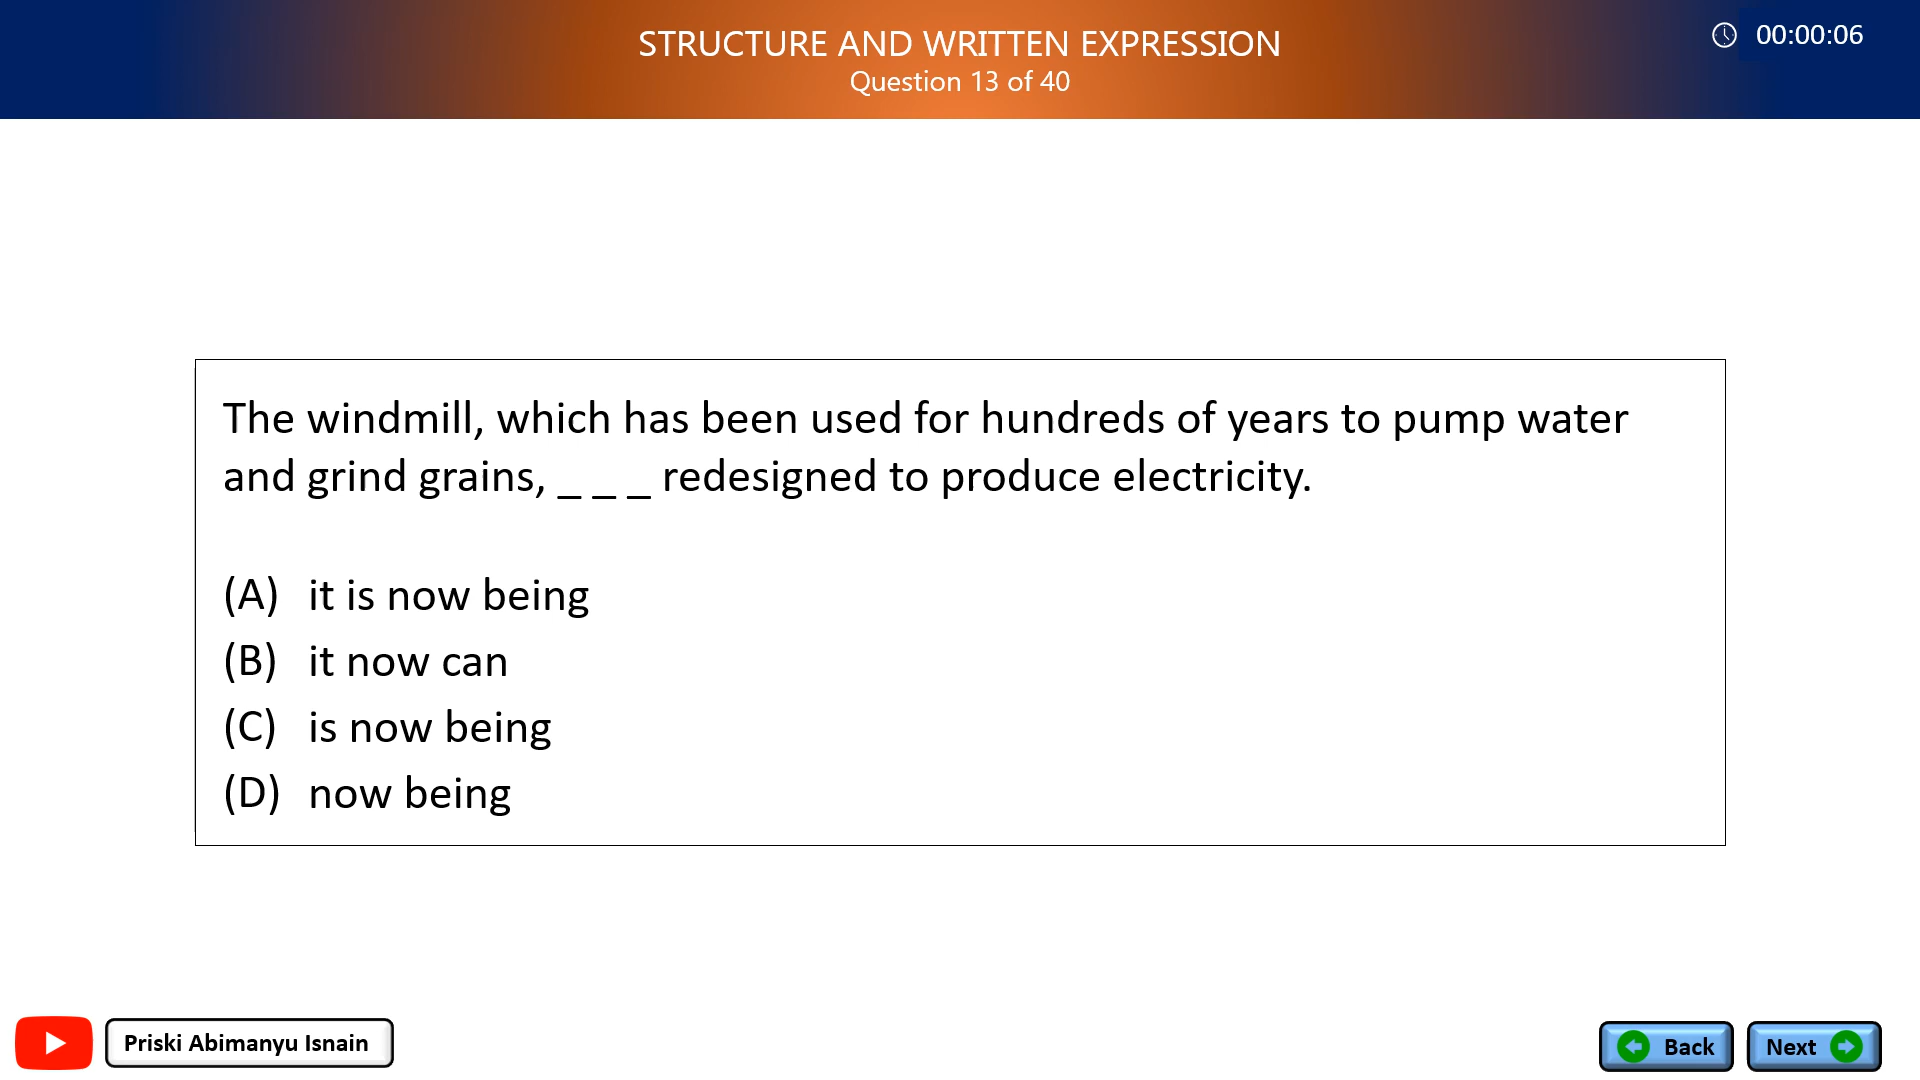 STRUCTURE AND WRITTEN EXPRESSION
Question 13 of 40
00:00:06
The windmill, which has been used for hundreds of years to pump water
and grind grains, _ _ _ redesigned to produce electricity.
(A) it is now being
(B) it now can
(C) is now being
(D) now being
Priski Abimanyu Isnain
Back
Next